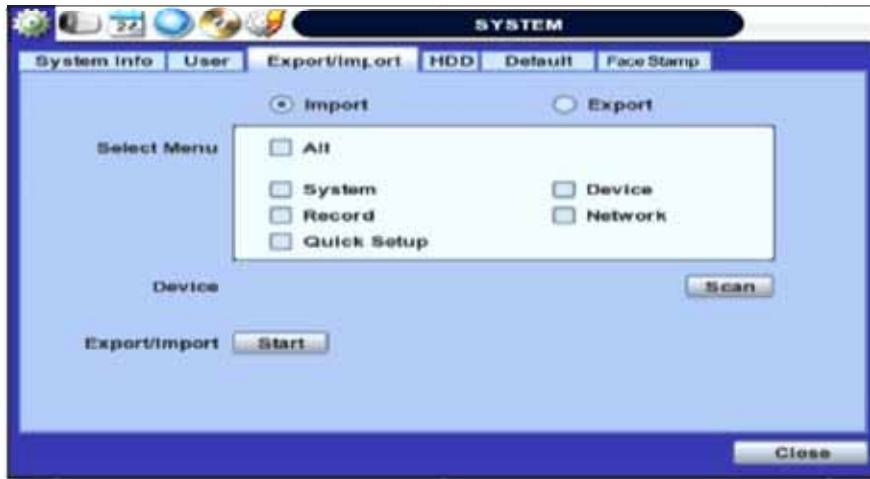 SYSTEM
System Info User Export/Import HDD Default Face Stamp
Import Export
Select Menu All
System Device
Record Network
Quick Setup
Device Scan
Export/Import Start
Close